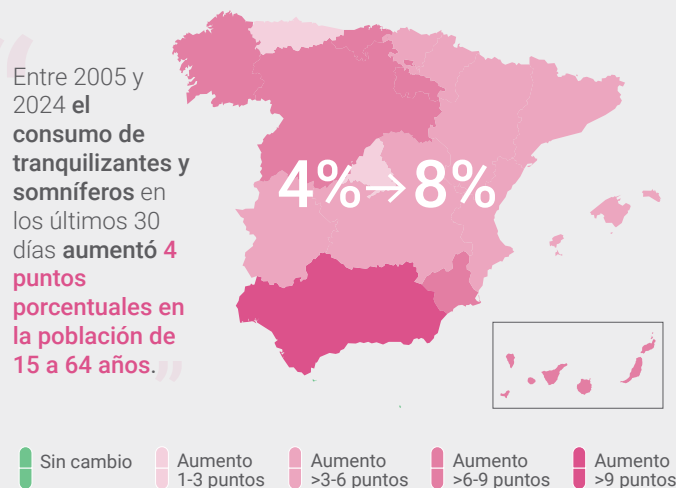 Entre 2005 y
2024 el
consumo de
tranquilizantes y
somníferos en
los últimos 30
días aumentó 4
puntos
porcentuales en
la población de
15 a 64 años.
4%→8%
Sin cambio
Aumento
1-3 puntos
Aumento
>3-6 puntos
Aumento
>6-9 puntos
Aumento
>9 puntos